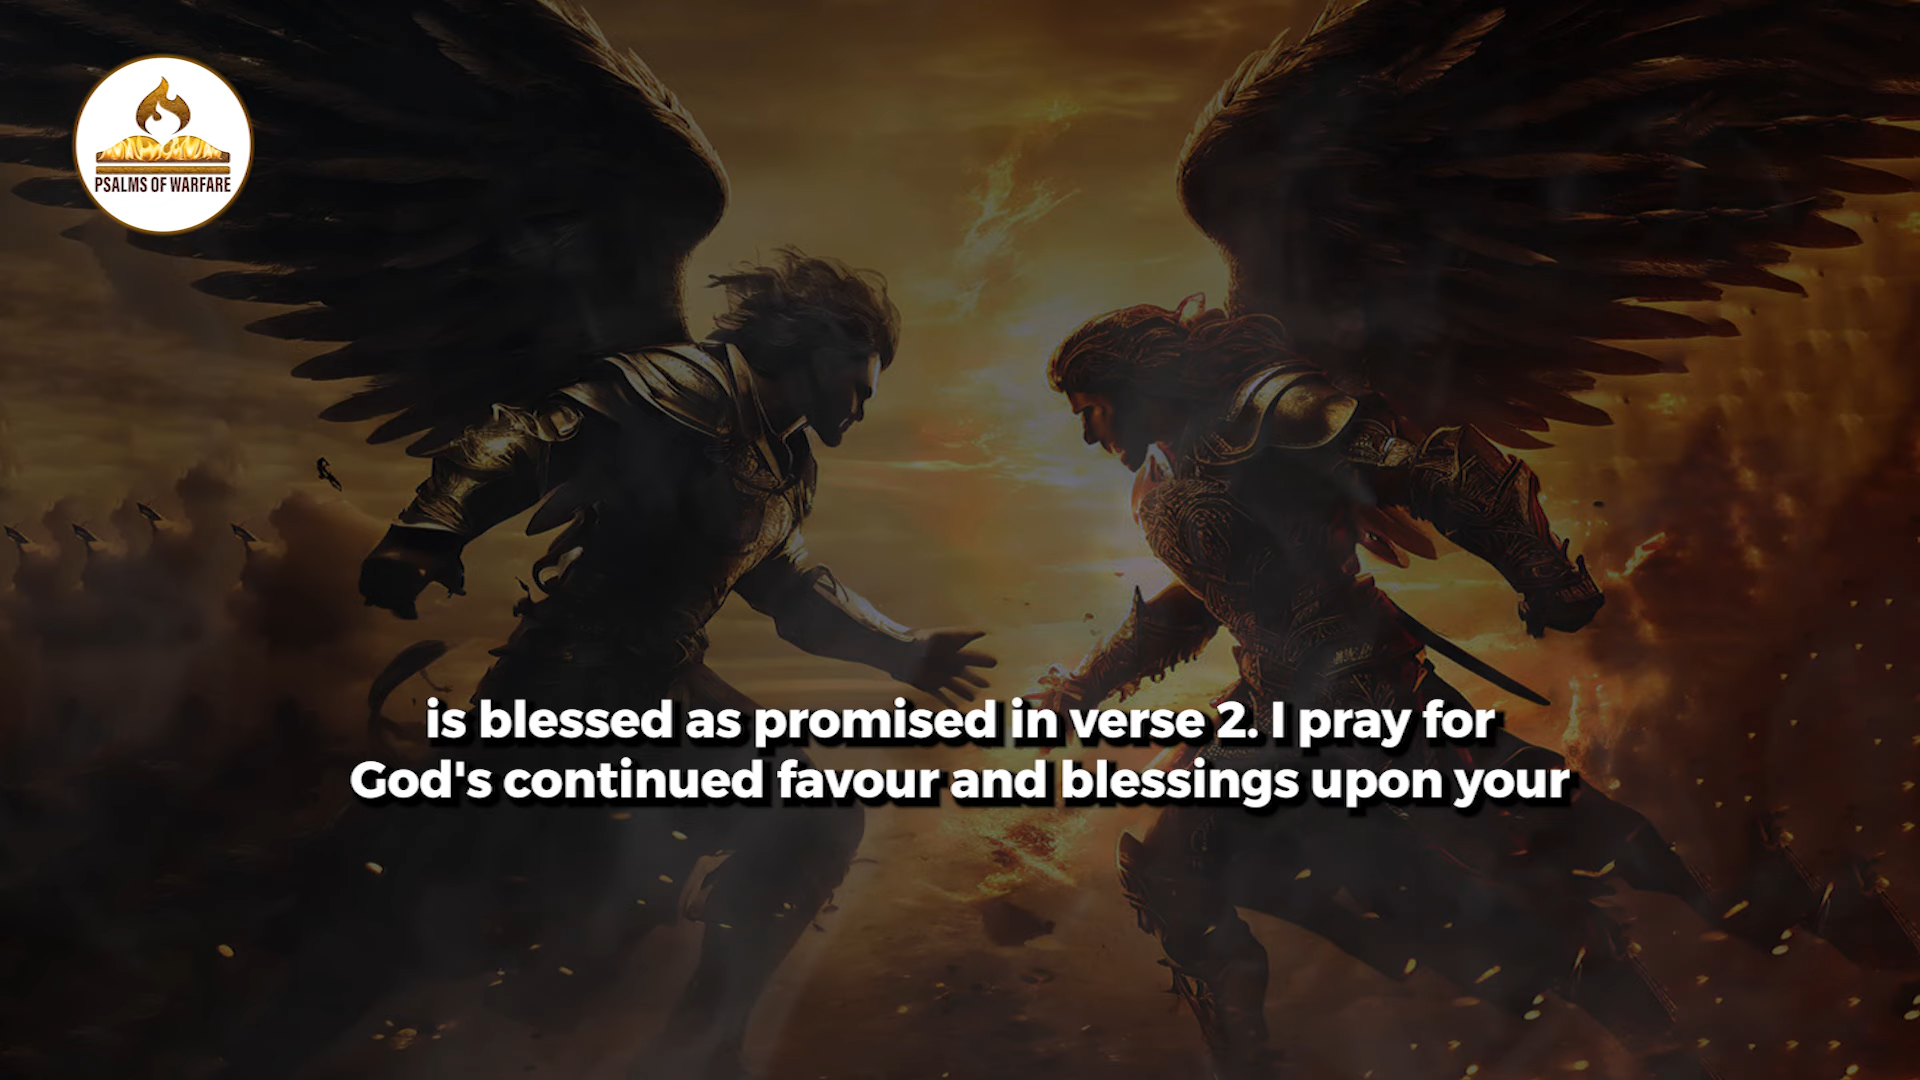 PSALMS OF WARFARE
is blessed as promised in verse 2. I pray for
God's continued favour and blessings upon your